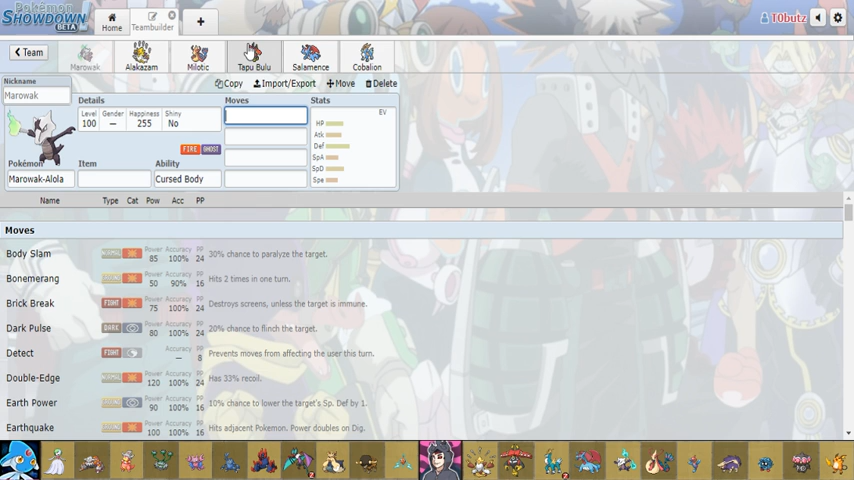 Pokémon
SHOWDOWN
BETA
Home
Teambuilder
+
T0butz
< Team
Marowak
Alakazam
Milotic
Tapu Bulu
Salamence
Cobalion
Copy
Import/Export
Move
Delete
Nickname
Marowak
Details
Level Gender Happiness Shiny
100 — 255 No
FIRE GHOST
Pokémon Item Ability
Marowak-Alola Cursed Body
Moves
Stats
EV
HP
Atk
Def
SpA
SpD
Spe
Name Type Cat Pow Acc PP
Moves
Body Slam NORMAL Power 85 Accuracy 100% PP 24 30% chance to paralyze the target.
Bonemerang GROUND Power 50 Accuracy 90% PP 16 Hits 2 times in one turn.
Brick Break FIGHT Power 75 Accuracy 100% PP 24 Destroys screens, unless the target is immune.
Dark Pulse DARK Power 80 Accuracy 100% PP 24 20% chance to flinch the target.
Detect FIGHT Accuracy — PP 8 Prevents moves from affecting the user this turn.
Double-Edge NORMAL Power 120 Accuracy 100% PP 24 Has 33% recoil.
Earth Power GROUND Power 90 Accuracy 100% PP 16 10% chance to lower the target's Sp. Def by 1.
Earthquake GROUND Power 100 Accuracy 100% PP 16 Hits adjacent Pokemon. Power doubles on Dig.
Z
Z